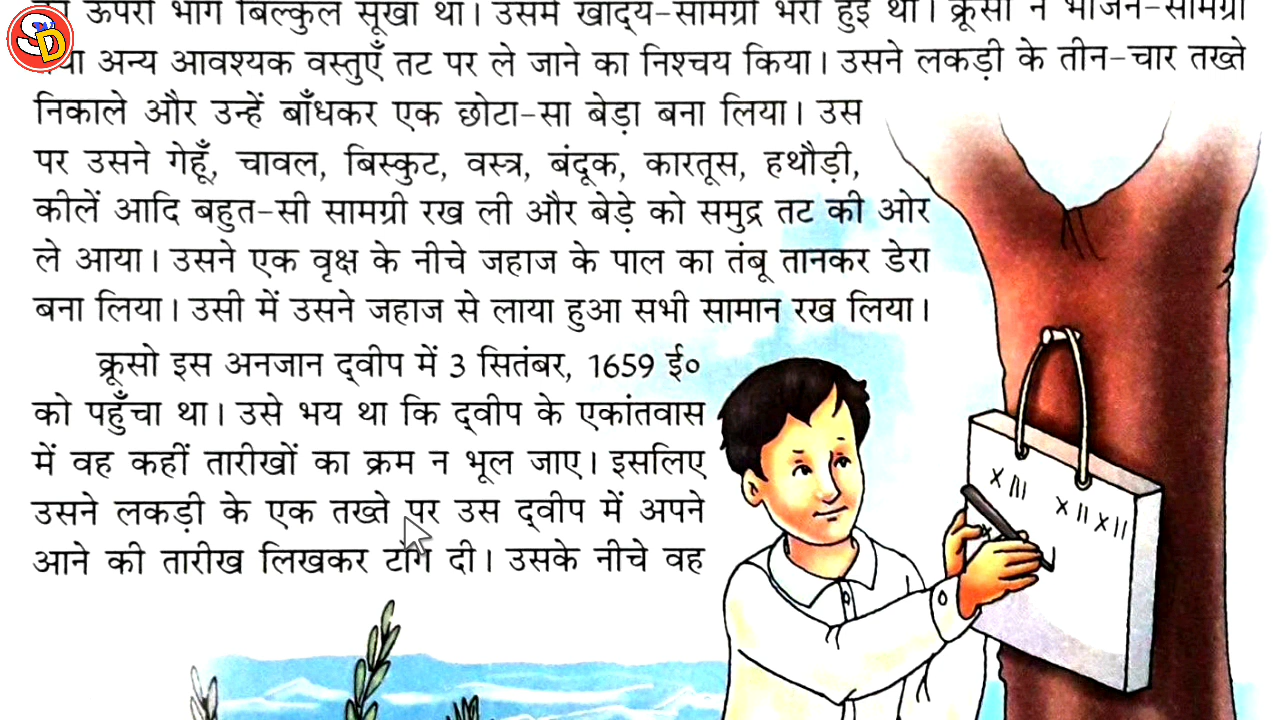 ऊपरी भाग बिल्कुल सूखा था। उसमें खाद्य-सामग्री भरी हुई थी। क्रूसो ने भोजन-सामग्री
अन्य आवश्यक वस्तुएँ तट पर ले जाने का निश्चय किया। उसने लकड़ी के तीन-चार तख्ते
निकाले और उन्हें बाँधकर एक छोटा-सा बेड़ा बना लिया। उस
पर उसने गेहूँ, चावल, बिस्कुट, वस्त्र, बंदूक, कारतूस, हथौड़ी,
कीलें आदि बहुत-सी सामग्री रख ली और बेड़े को समुद्र तट की ओर
ले आया। उसने एक वृक्ष के नीचे जहाज के पाल का तंबू तानकर डेरा
बना लिया। उसी में उसने जहाज से लाया हुआ सभी सामान रख लिया।
क्रूसो इस अनजान द्वीप में 3 सितंबर, 1659 ई०
को पहुँचा था। उसे भय था कि द्वीप के एकांतवास
में वह कहीं तारीखों का क्रम न भूल जाए। इसलिए
उसने लकड़ी के एक तख्ते पर उस द्वीप में अपने
आने की तारीख लिखकर टाँग दी। उसके नीचे वह